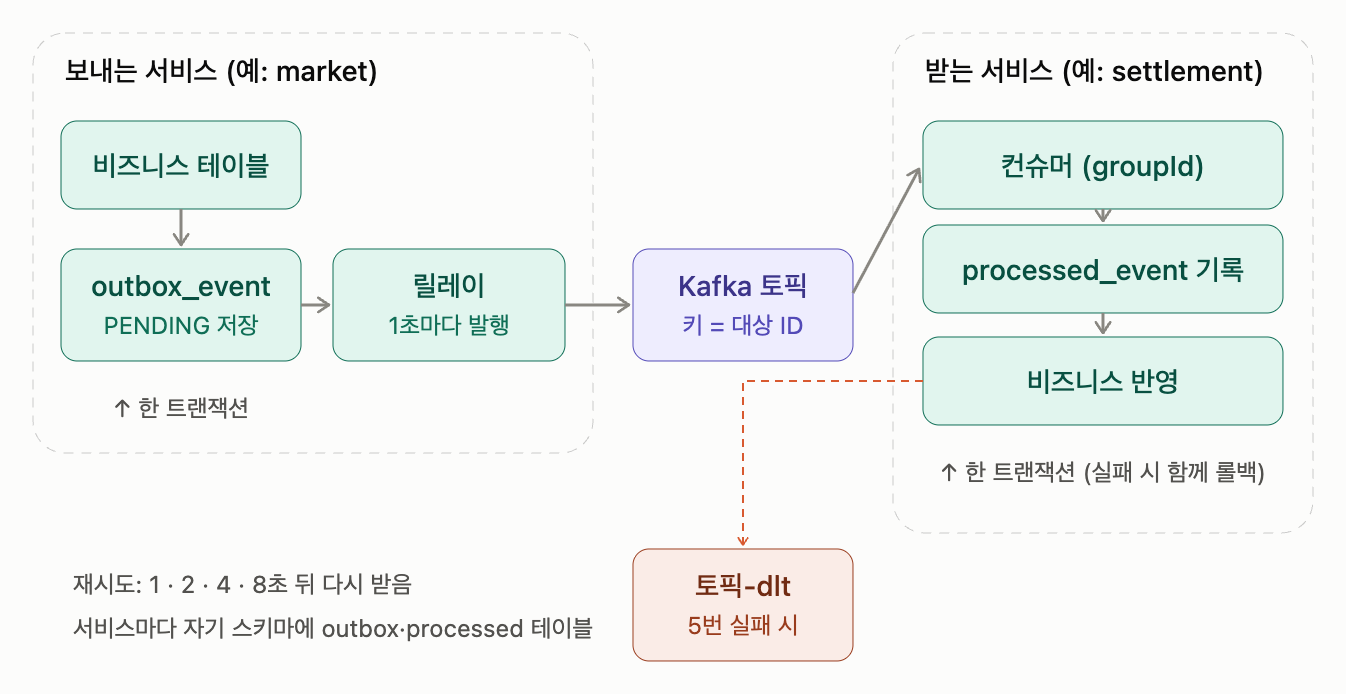 보내는 서비스 (예: market)
비즈니스 테이블
outbox_event
PENDING 저장
릴레이
1초마다 발행
↑ 한 트랜잭션
Kafka 토픽
키 = 대상 ID
받는 서비스 (예: settlement)
컨슈머 (groupId)
processed_event 기록
비즈니스 반영
↑ 한 트랜잭션 (실패 시 함께 롤백)
토픽-dlt
5번 실패 시
재시도: 1 · 2 · 4 · 8초 뒤 다시 받음
서비스마다 자기 스키마에 outbox·processed 테이블